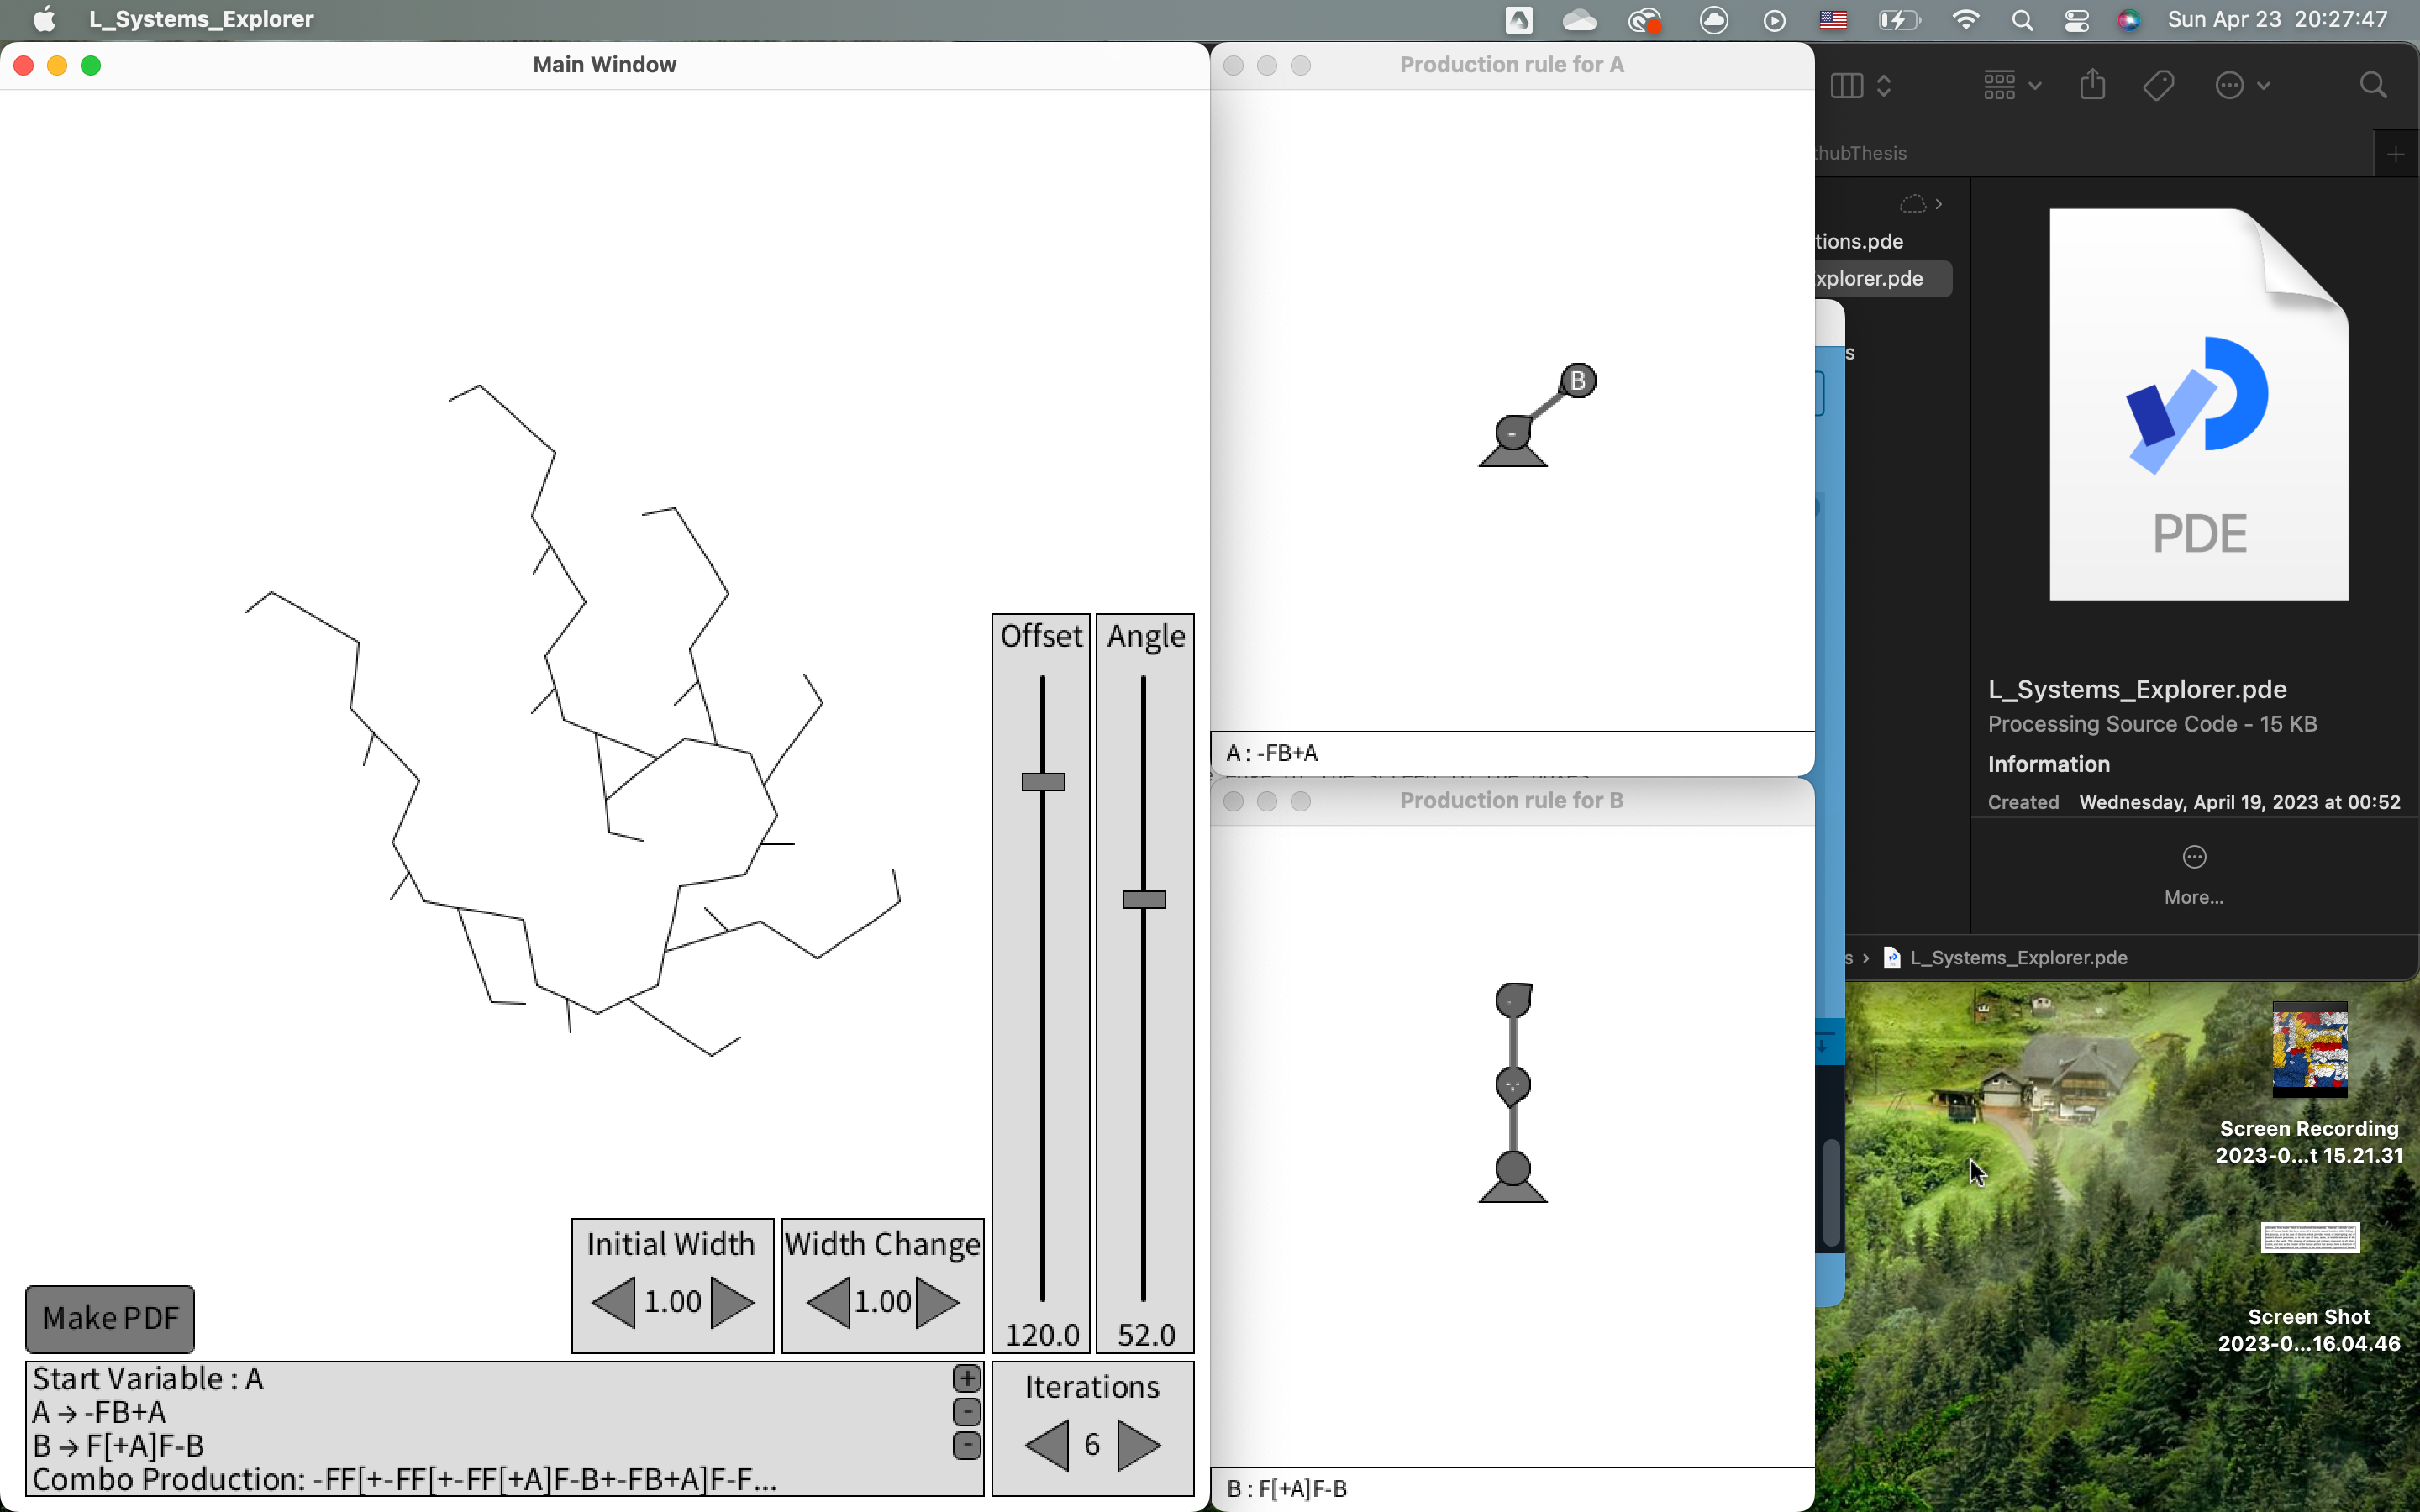 L_Systems_Explorer
Sun Apr 23 20:27:47
Main Window
Offset
Angle
120.0
52.0
Initial Width
1.00
Width Change
1.00
Make PDF
Start Variable : A
+
A → -FB+A
-
B → F[+A]F-B
-
Combo Production: -FF[+-FF[+-FF[+A]F-B+-FB+A]F-F...
Iterations
6
Production rule for A
B
-
A : -FB+A
Production rule for B
B : F[+A]F-B
thubThesis
tions.pde
xplorer.pde
s
PDE
L_Systems_Explorer.pde
Processing Source Code - 15 KB
Information
Created Wednesday, April 19, 2023 at 00:52
More...
s › L_Systems_Explorer.pde
Screen Recording
2023-0...t 15.21.31
Screen Shot
2023-0...16.04.46